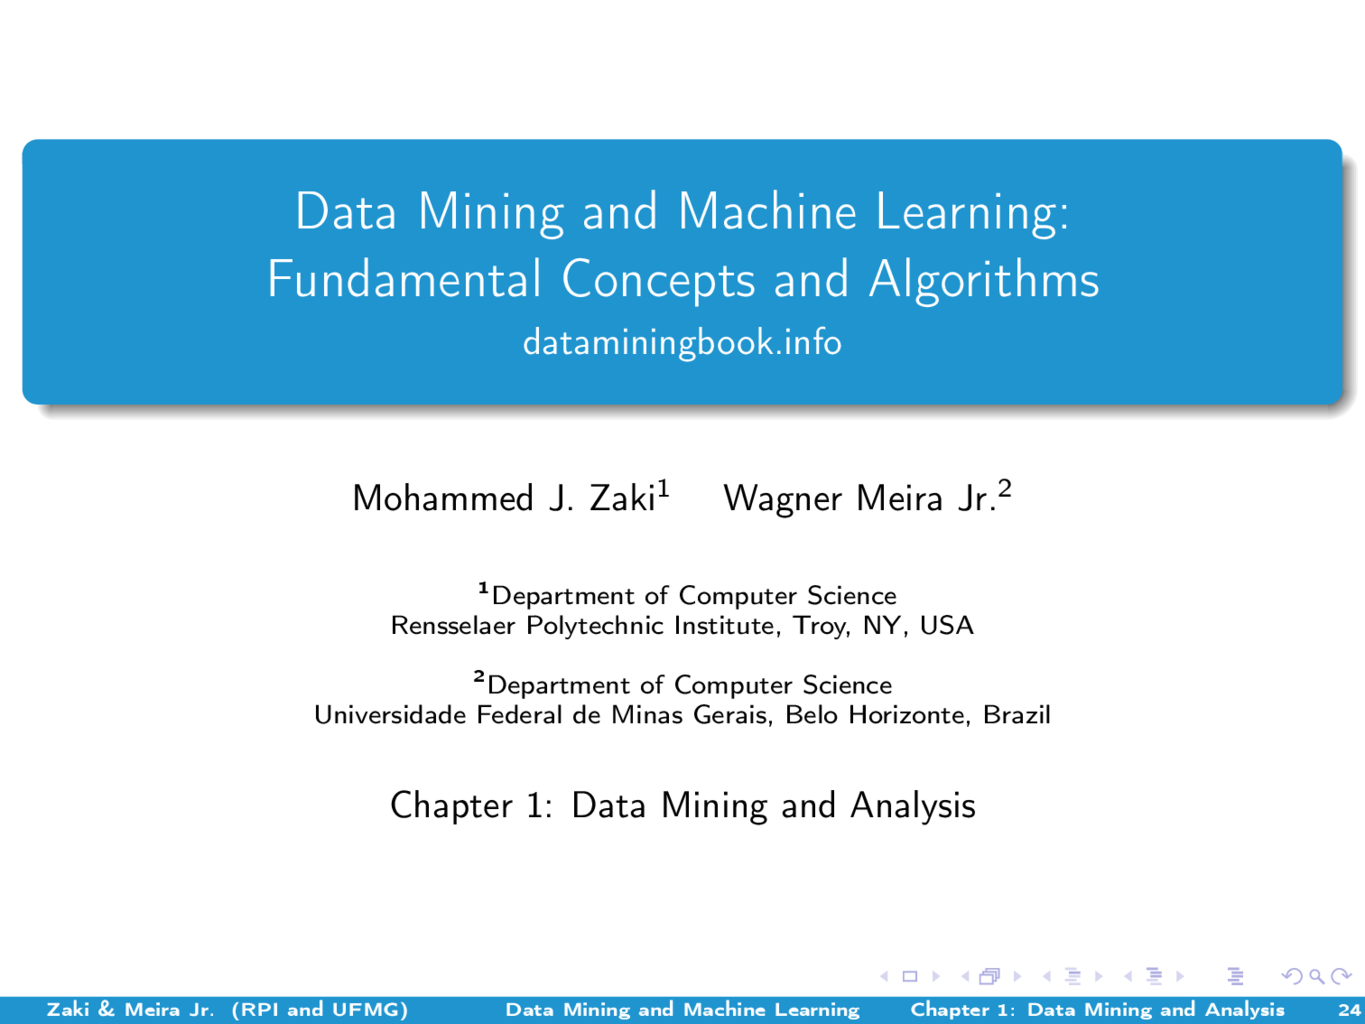 Data Mining and Machine Learning:
Fundamental Concepts and Algorithms
dataminingbook.info
Mohammed J. Zaki¹ Wagner Meira Jr.²
¹Department of Computer Science
Rensselaer Polytechnic Institute, Troy, NY, USA
²Department of Computer Science
Universidade Federal de Minas Gerais, Belo Horizonte, Brazil
Chapter 1: Data Mining and Analysis
Zaki & Meira Jr. (RPI and UFMG) Data Mining and Machine Learning Chapter 1: Data Mining and Analysis 24